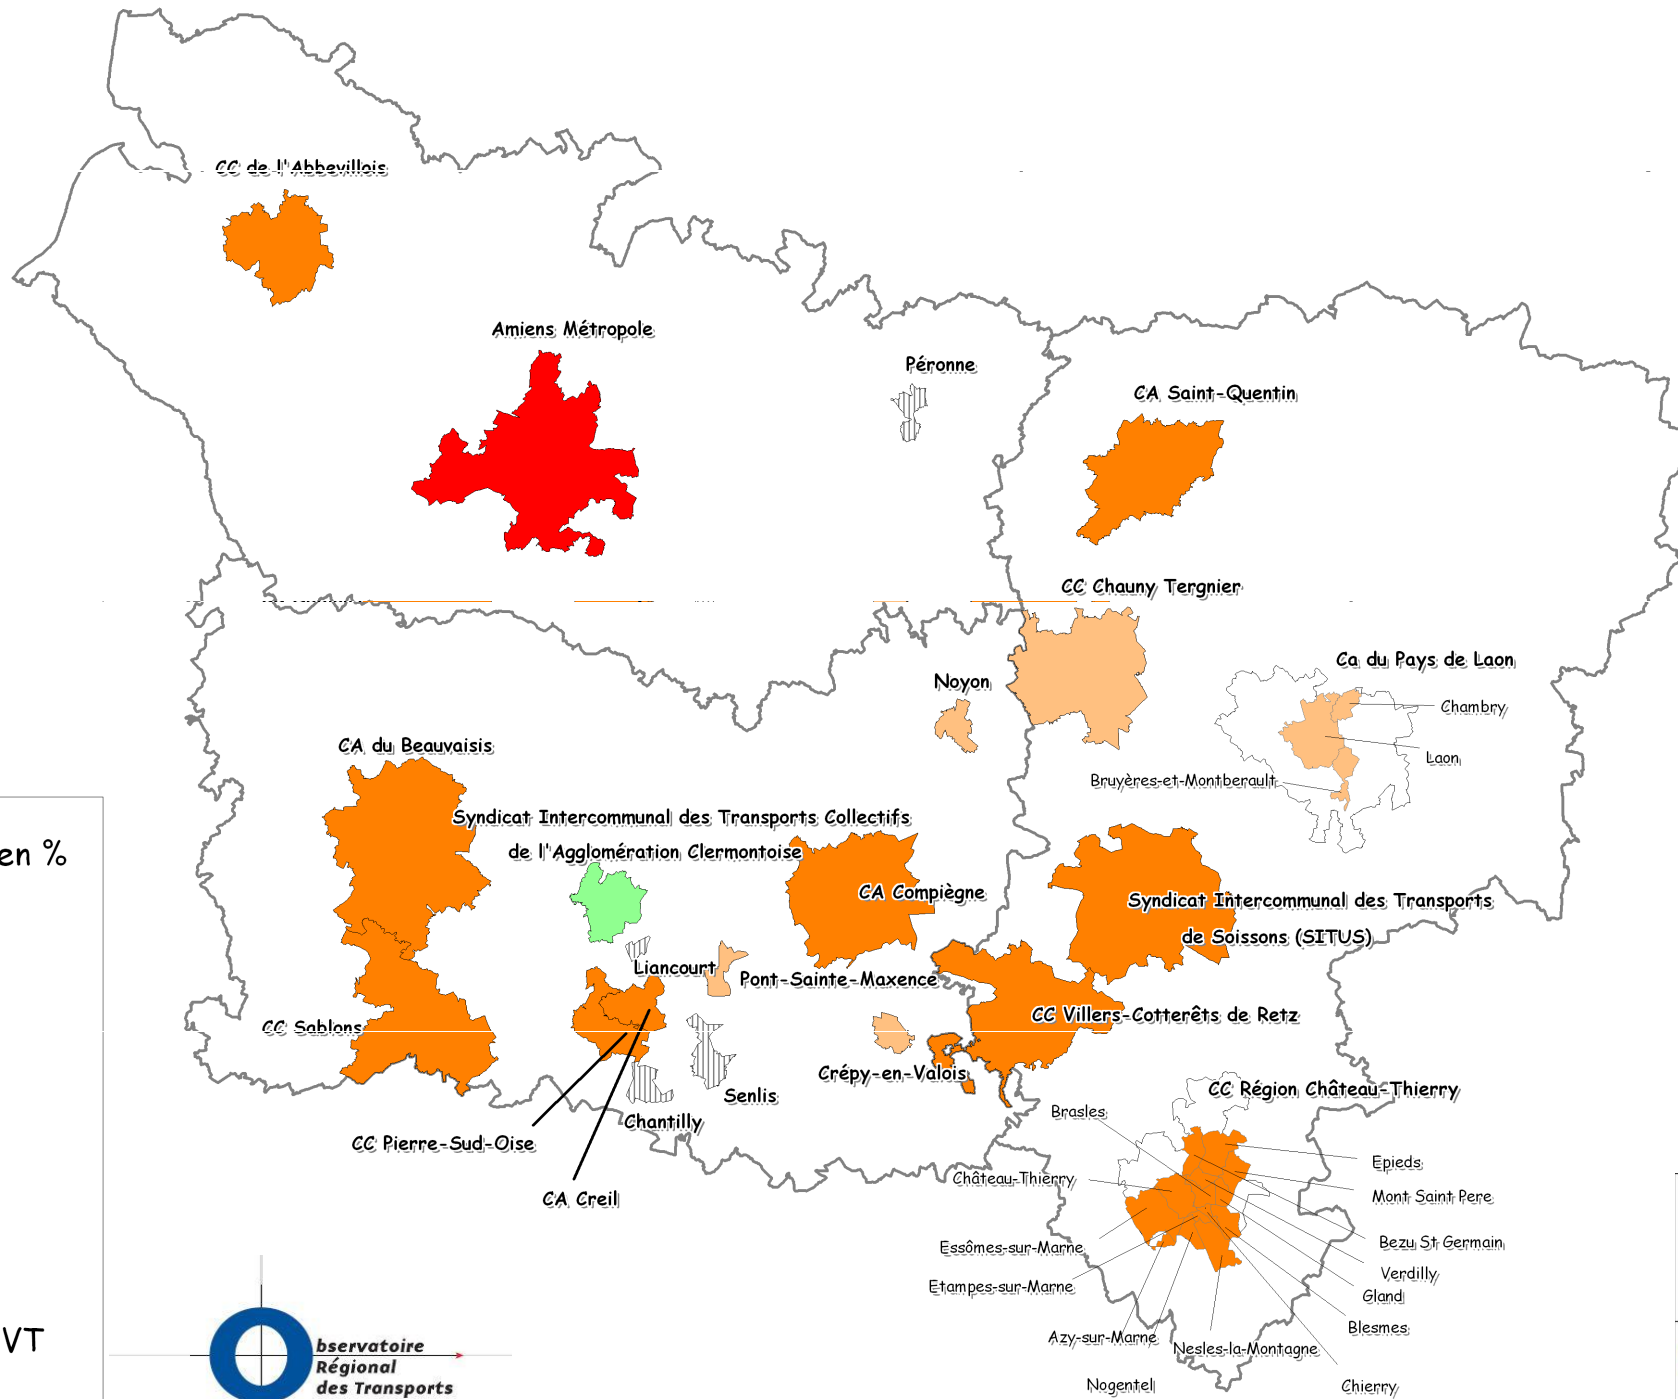 CC de l'Abbevillois
Amiens Métropole
Péronne
CA Saint-Quentin
CC Chauny Tergnier
Ca du Pays de Laon
Noyon
Chambry
CA du Beauvaisis
Laon
Bruyères-et-Montberault
Syndicat Intercommunal des Transports Collectifs
de l'Agglomération Clermontoise
en %
CA Compiègne
Syndicat Intercommunal des Transports
de Soissons (SITUS)
Liancourt
Pont-Sainte-Maxence
CC Villers-Cotterêts de Retz
CC Sablons
Crépy-en-Valois
CC Région Château-Thierry
Senlis
Brasles
Chantilly
CC Pierre-Sud-Oise
Epieds
Château-Thierry
Mont Saint Pere
CA Creil
Bezu St Germain
Essômes-sur-Marne
Verdilly
Etampes-sur-Marne
Gland
Blesmes
Azy-sur-Marne
VT
Nesles-la-Montagne
bservatoire
Régional
des Transports
Nogentel
Chierry